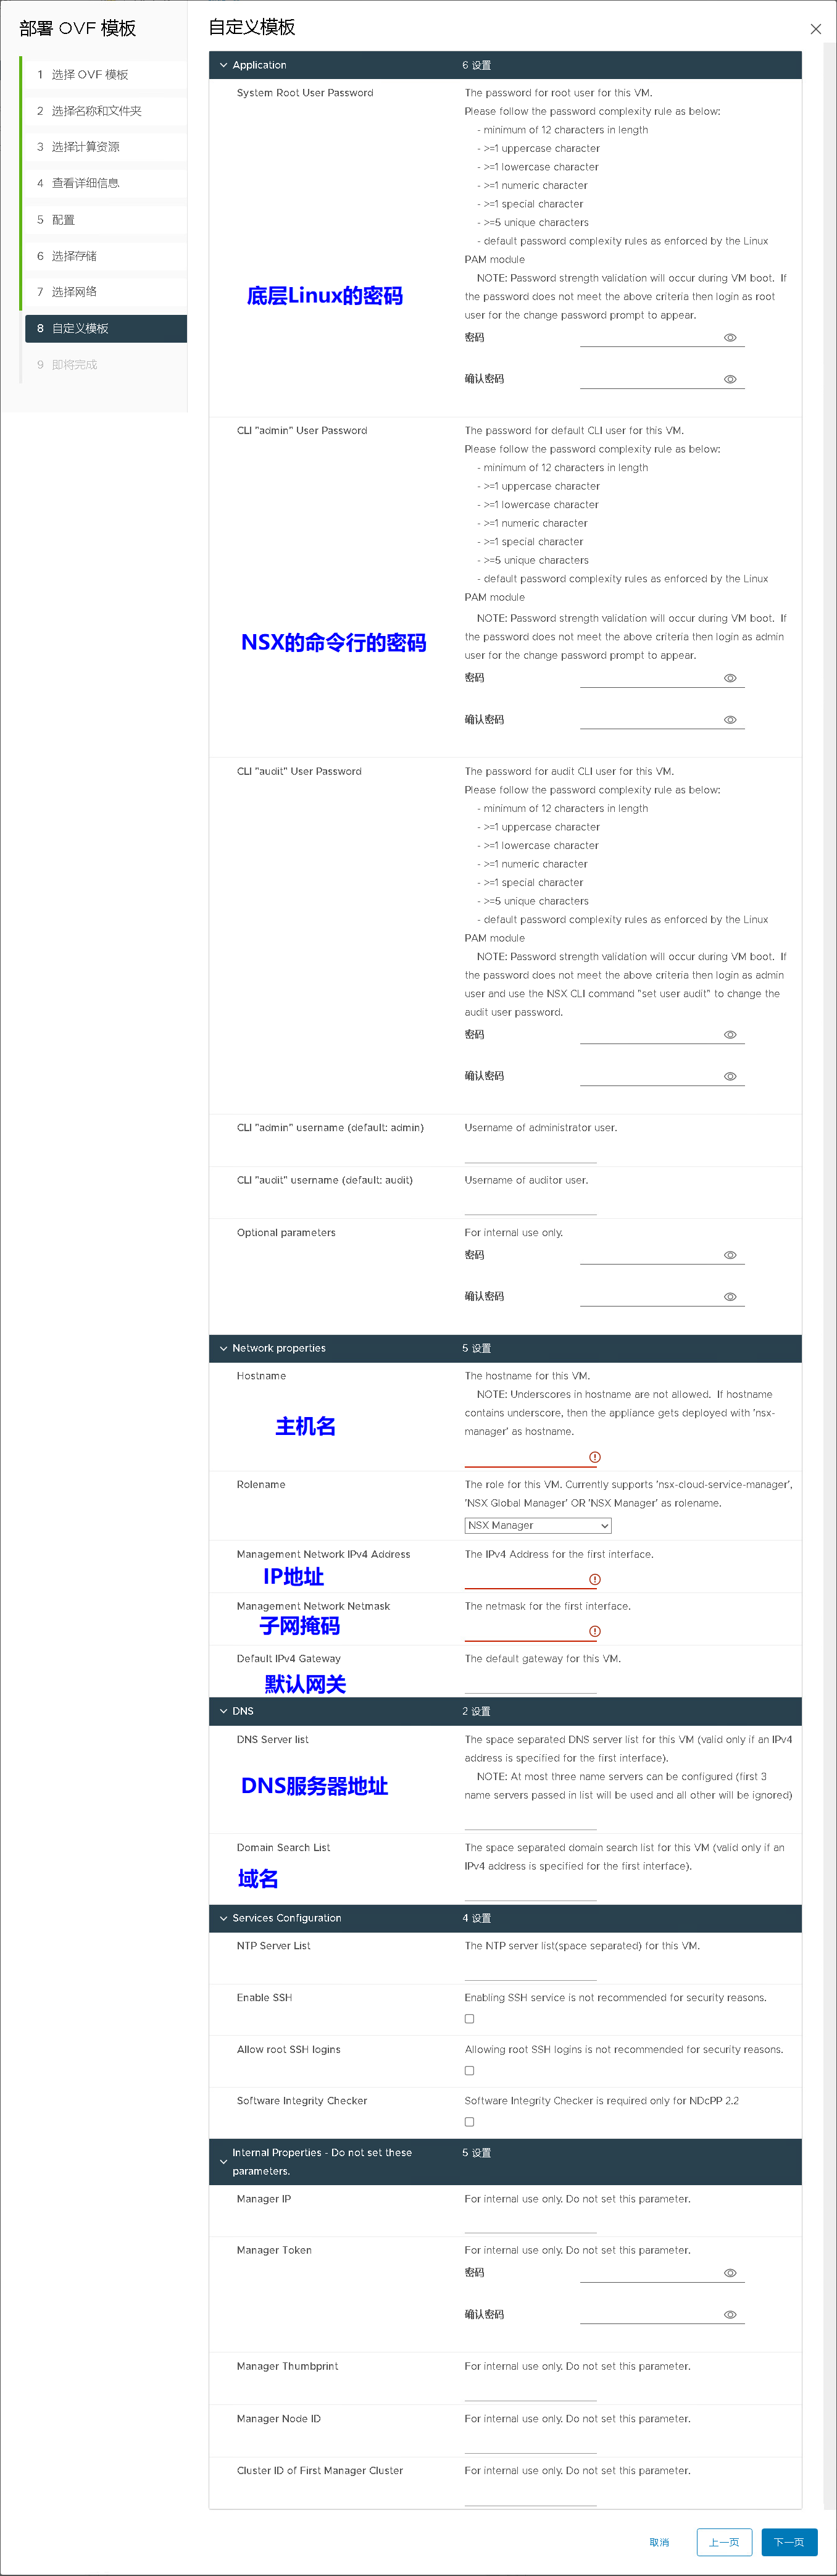 部署 OVF 模板
1 选择 OVF 模板
2 选择名称和文件夹
3 选择计算资源
4 查看详细信息
5 配置
6 选择存储
7 选择网络
8 自定义模板
9 即将完成
自定义模板
Application 6 设置
System Root User Password
The password for root user for this VM.
Please follow the password complexity rule as below:
- minimum of 12 characters in length
- >=1 uppercase character
- >=1 lowercase character
- >=1 numeric character
- >=1 special character
- >=5 unique characters
- default password complexity rules as enforced by the Linux
PAM module
NOTE: Password strength validation will occur during VM boot. If
the password does not meet the above criteria then login as root
user for the change password prompt to appear.
底层Linux的密码
密码
确认密码
CLI "admin" User Password
The password for default CLI user for this VM.
Please follow the password complexity rule as below:
- minimum of 12 characters in length
- >=1 uppercase character
- >=1 lowercase character
- >=1 numeric character
- >=1 special character
- >=5 unique characters
- default password complexity rules as enforced by the Linux
PAM module
NOTE: Password strength validation will occur during VM boot. If
the password does not meet the above criteria then login as admin
user for the change password prompt to appear.
NSX的命令行的密码
密码
确认密码
CLI "audit" User Password
The password for audit CLI user for this VM.
Please follow the password complexity rule as below:
- minimum of 12 characters in length
- >=1 uppercase character
- >=1 lowercase character
- >=1 numeric character
- >=1 special character
- >=5 unique characters
- default password complexity rules as enforced by the Linux
PAM module
NOTE: Password strength validation will occur during VM boot. If
the password does not meet the above criteria then login as admin
user and use the NSX CLI command "set user audit" to change the
audit user password.
密码
确认密码
CLI "admin" username (default: admin)
Username of administrator user.
CLI "audit" username (default: audit)
Username of auditor user.
Optional parameters
For internal use only.
密码
确认密码
Network properties 5 设置
Hostname
The hostname for this VM.
NOTE: Underscores in hostname are not allowed. If hostname
contains underscore, then the appliance gets deployed with 'nsx-
manager' as hostname.
主机名
Rolename
The role for this VM. Currently supports 'nsx-cloud-service-manager',
'NSX Global Manager' OR 'NSX Manager' as rolename.
NSX Manager
Management Network IPv4 Address
The IPv4 Address for the first interface.
IP地址
Management Network Netmask
The netmask for the first interface.
子网掩码
Default IPv4 Gateway
The default gateway for this VM.
默认网关
DNS 2 设置
DNS Server list
The space separated DNS server list for this VM (valid only if an IPv4
address is specified for the first interface).
NOTE: At most three name servers can be configured (first 3
name servers passed in list will be used and all other will be ignored)
DNS服务器地址
Domain Search List
The space separated domain search list for this VM (valid only if an
IPv4 address is specified for the first interface).
域名
Services Configuration 4 设置
NTP Server List
The NTP server list(space separated) for this VM.
Enable SSH
Enabling SSH service is not recommended for security reasons.
Allow root SSH logins
Allowing root SSH logins is not recommended for security reasons.
Software Integrity Checker
Software Integrity Checker is required only for NDcPP 2.2
Internal Properties - Do not set these
parameters.
5 设置
Manager IP
For internal use only. Do not set this parameter.
Manager Token
For internal use only. Do not set this parameter.
密码
确认密码
Manager Thumbprint
For internal use only. Do not set this parameter.
Manager Node ID
For internal use only. Do not set this parameter.
Cluster ID of First Manager Cluster
For internal use only. Do not set this parameter.
取消 上一页 下一页